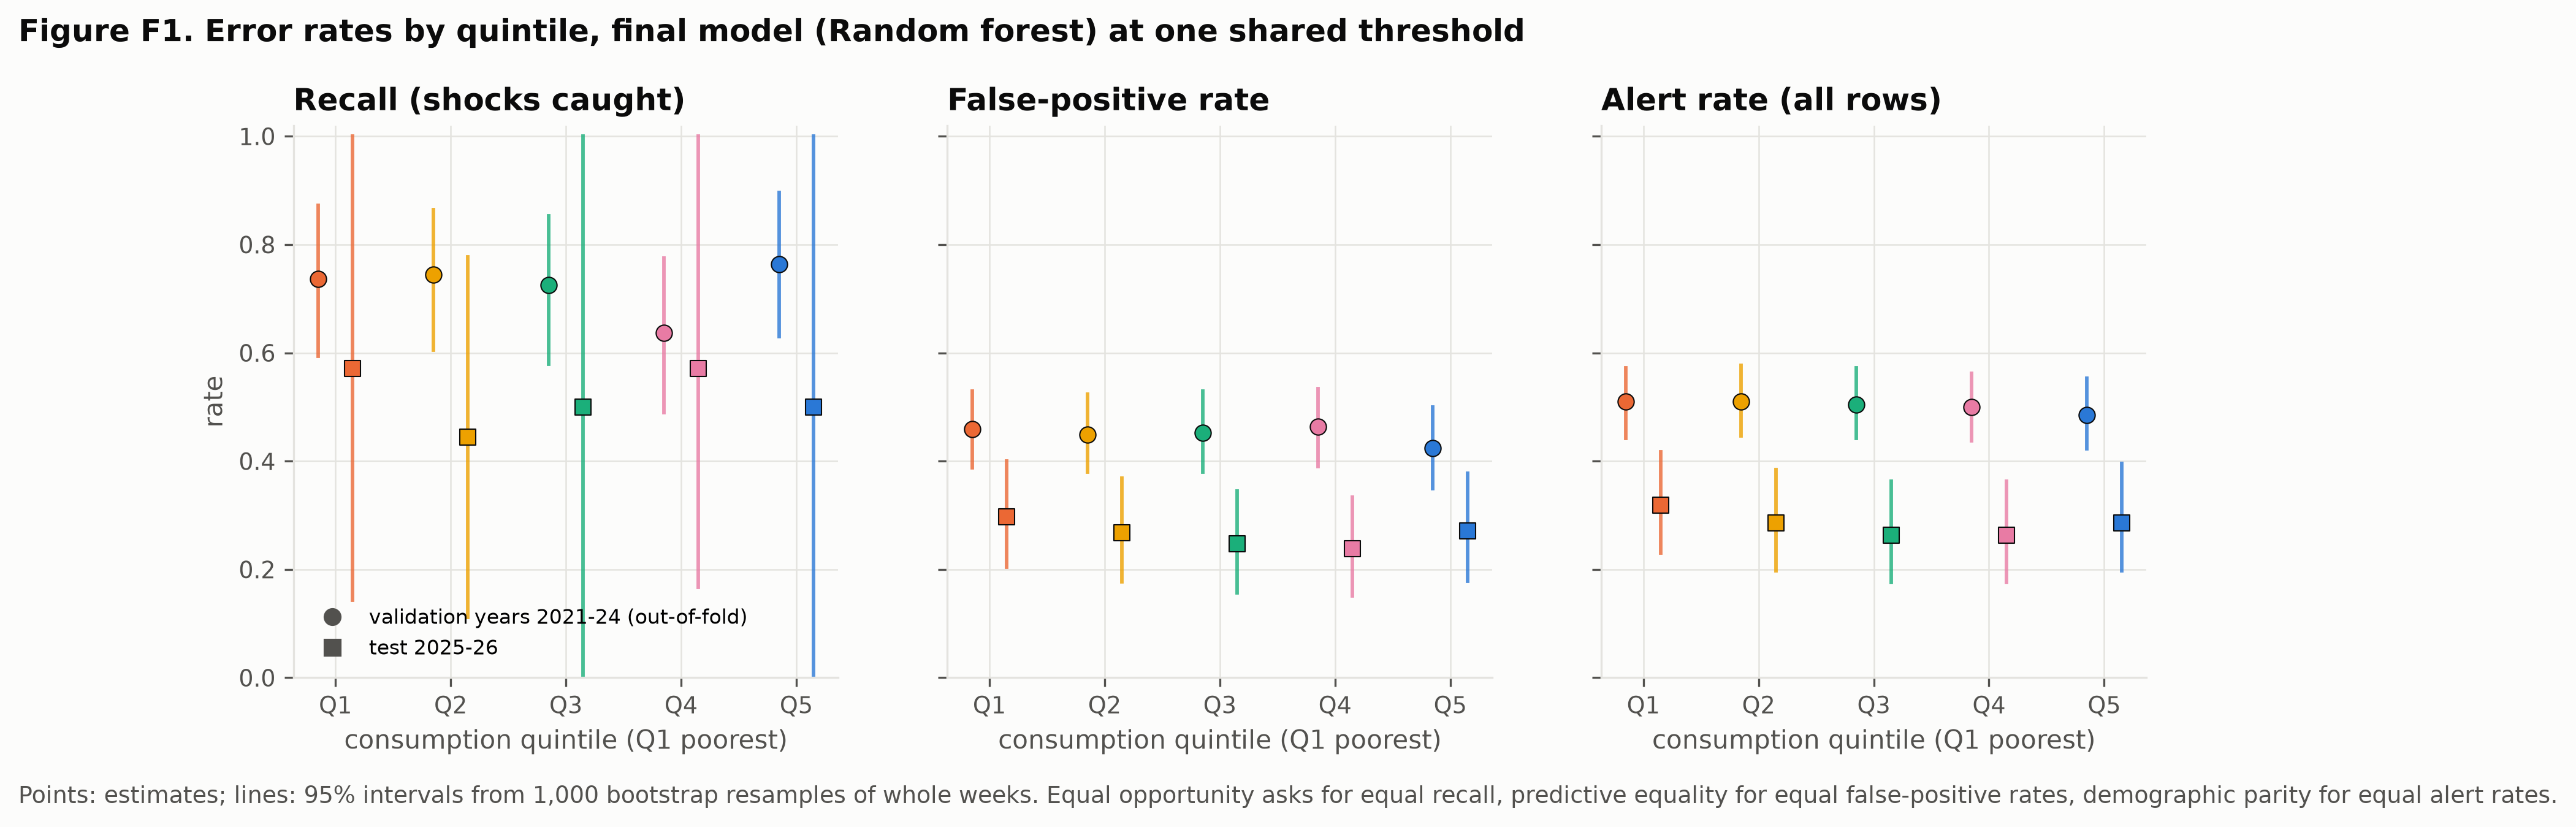 Figure F1. Error rates by quintile, final model (Random forest) at one shared threshold
Recall (shocks caught)
False-positive rate
Alert rate (all rows)
1.0
0.8
0.6
0.4
0.2
0.0
rate
validation years 2021-24 (out-of-fold)
test 2025-26
Q1 Q2 Q3 Q4 Q5
Q1 Q2 Q3 Q4 Q5
Q1 Q2 Q3 Q4 Q5
consumption quintile (Q1 poorest)
consumption quintile (Q1 poorest)
consumption quintile (Q1 poorest)
Points: estimates; lines: 95% intervals from 1,000 bootstrap resamples of whole weeks. Equal opportunity asks for equal recall, predictive equality for equal false-positive rates, demographic parity for equal alert rates.